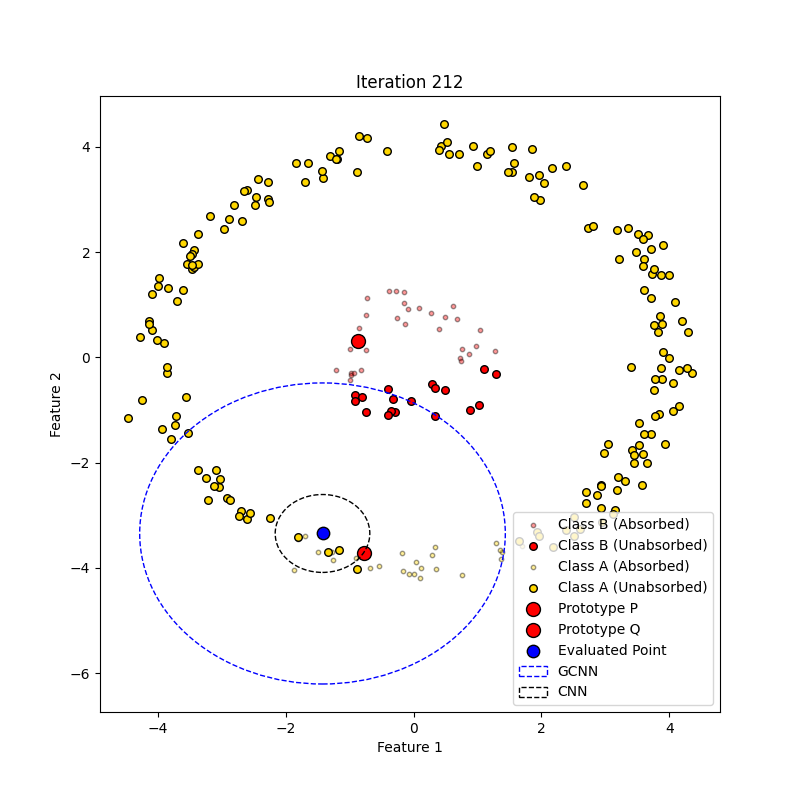 Iteration 212
Feature 2
4
2
0
−2
−4
−6
Class B (Absorbed)
Class B (Unabsorbed)
Class A (Absorbed)
Class A (Unabsorbed)
Prototype P
Prototype Q
Evaluated Point
GCNN
CNN
−4 −2 0 2 4
Feature 1